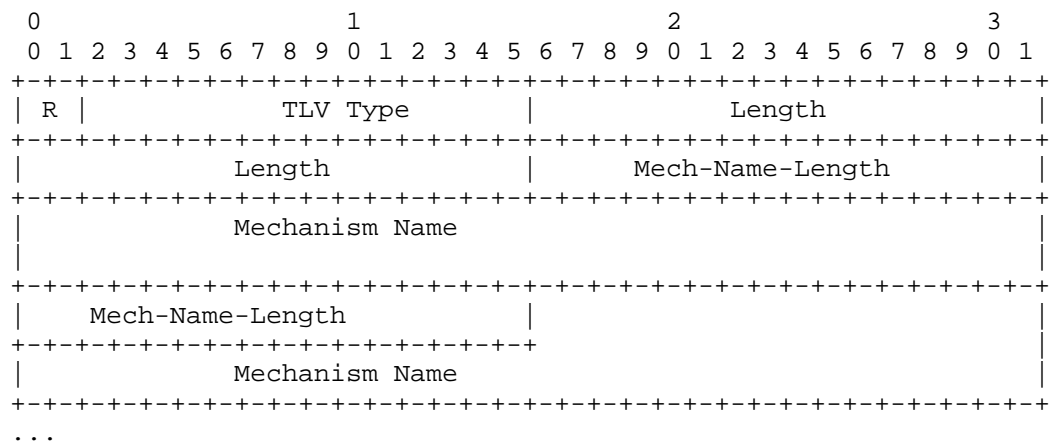 0                   1                   2                   3
 0 1 2 3 4 5 6 7 8 9 0 1 2 3 4 5 6 7 8 9 0 1 2 3 4 5 6 7 8 9 0 1
+-+-+-+-+-+-+-+-+-+-+-+-+-+-+-+-+-+-+-+-+-+-+-+-+-+-+-+-+-+-+-+-+
| R |            TLV Type       |            Length             |
+-+-+-+-+-+-+-+-+-+-+-+-+-+-+-+-+-+-+-+-+-+-+-+-+-+-+-+-+-+-+-+-+
|             Length            |      Mech-Name-Length         |
+-+-+-+-+-+-+-+-+-+-+-+-+-+-+-+-+-+-+-+-+-+-+-+-+-+-+-+-+-+-+-+-+
|             Mechanism Name                                    |
|                                                               |
+-+-+-+-+-+-+-+-+-+-+-+-+-+-+-+-+-+-+-+-+-+-+-+-+-+-+-+-+-+-+-+-+
|    Mech-Name-Length           |                               |
+-+-+-+-+-+-+-+-+-+-+-+-+-+-+-+-+                               |
|             Mechanism Name                                    |
+-+-+-+-+-+-+-+-+-+-+-+-+-+-+-+-+-+-+-+-+-+-+-+-+-+-+-+-+-+-+-+-+
...